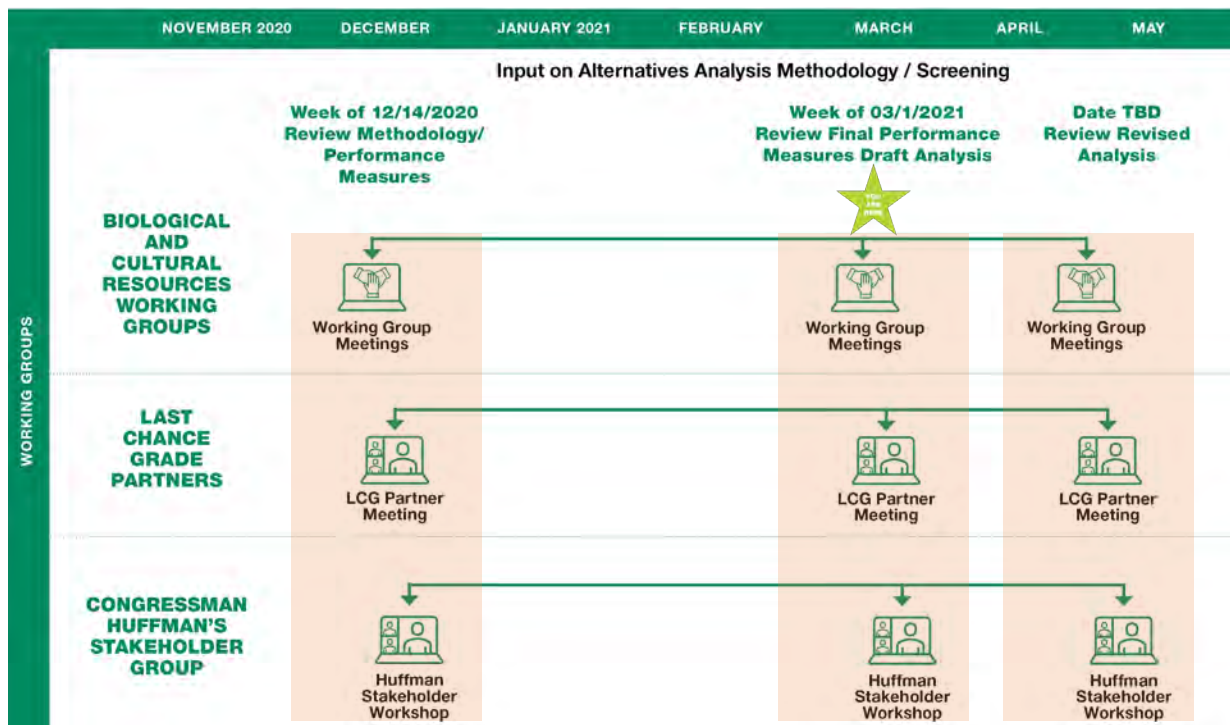 NOVEMBER 2020 DECEMBER JANUARY 2021 FEBRUARY MARCH APRIL MAY
Input on Alternatives Analysis Methodology / Screening
Week of 12/14/2020
Review Methodology/
Performance
Measures
Week of 03/1/2021
Review Final Performance
Measures Draft Analysis
Date TBD
Review Revised
Analysis
YOU
ARE
HERE
WORKING GROUPS
BIOLOGICAL
AND
CULTURAL
RESOURCES
WORKING
GROUPS
Working Group
Meetings
Working Group
Meetings
Working Group
Meetings
LAST
CHANCE
GRADE
PARTNERS
LCG Partner
Meeting
LCG Partner
Meeting
LCG Partner
Meeting
CONGRESSMAN
HUFFMAN'S
STAKEHOLDER
GROUP
Huffman
Stakeholder
Workshop
Huffman
Stakeholder
Workshop
Huffman
Stakeholder
Workshop